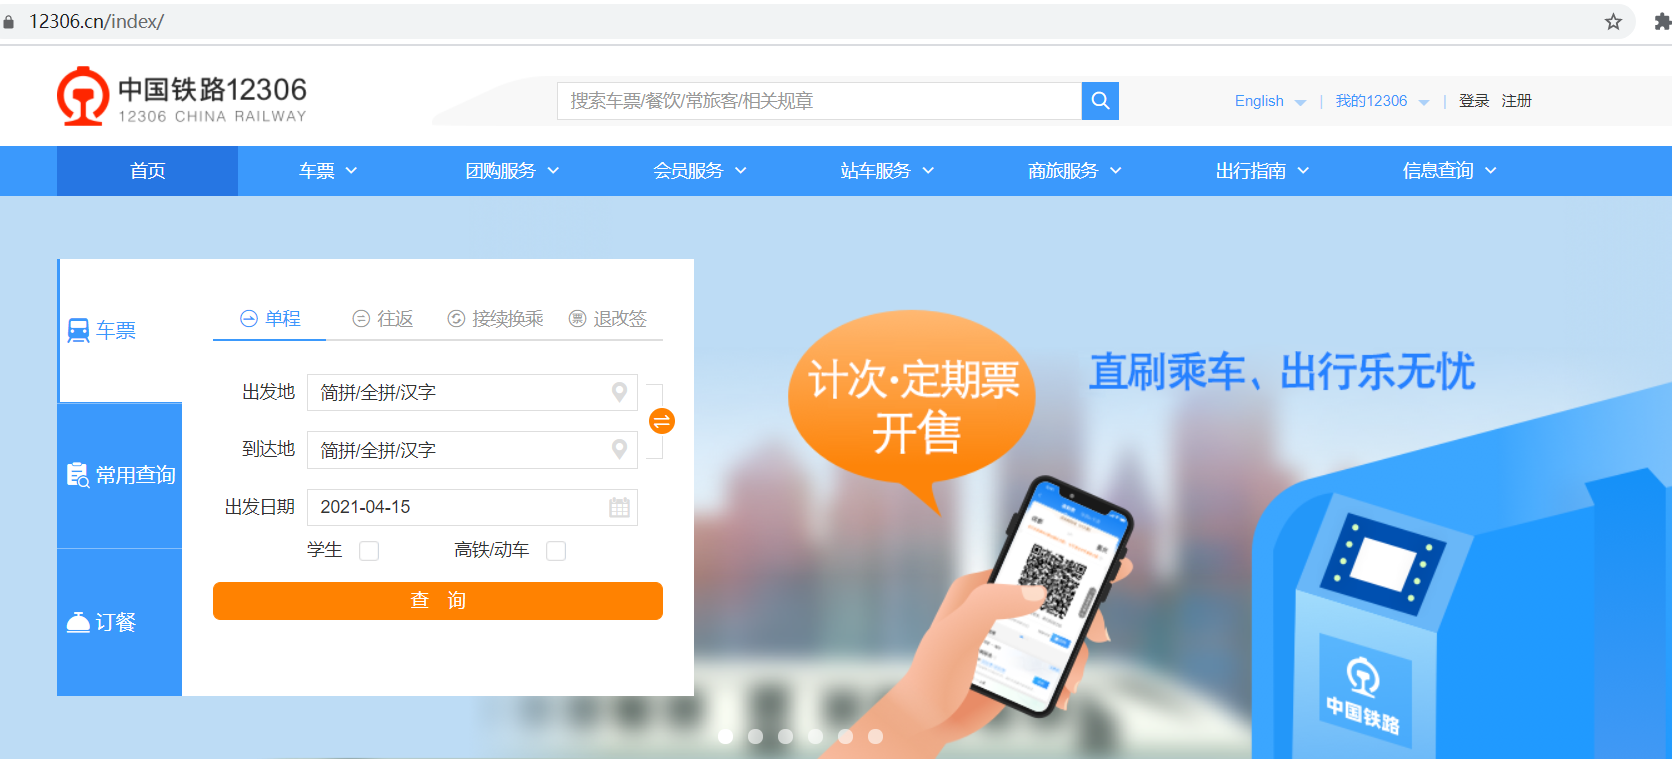 12306.cn/index/
中国铁路12306
12306 CHINA RAILWAY
搜索车票/餐饮/常旅客/相关规章
English | 我的12306 | 登录 注册
首页 车票 团购服务 会员服务 站车服务 商旅服务 出行指南 信息查询
车票
常用查询
订餐
单程 往返 接续换乘 票 退改签
出发地 简拼/全拼/汉字
到达地 简拼/全拼/汉字
出发日期 2021-04-15
学生 高铁/动车
查 询
计次·定期票
开售
直刷乘车、出行乐无忧
中国铁路